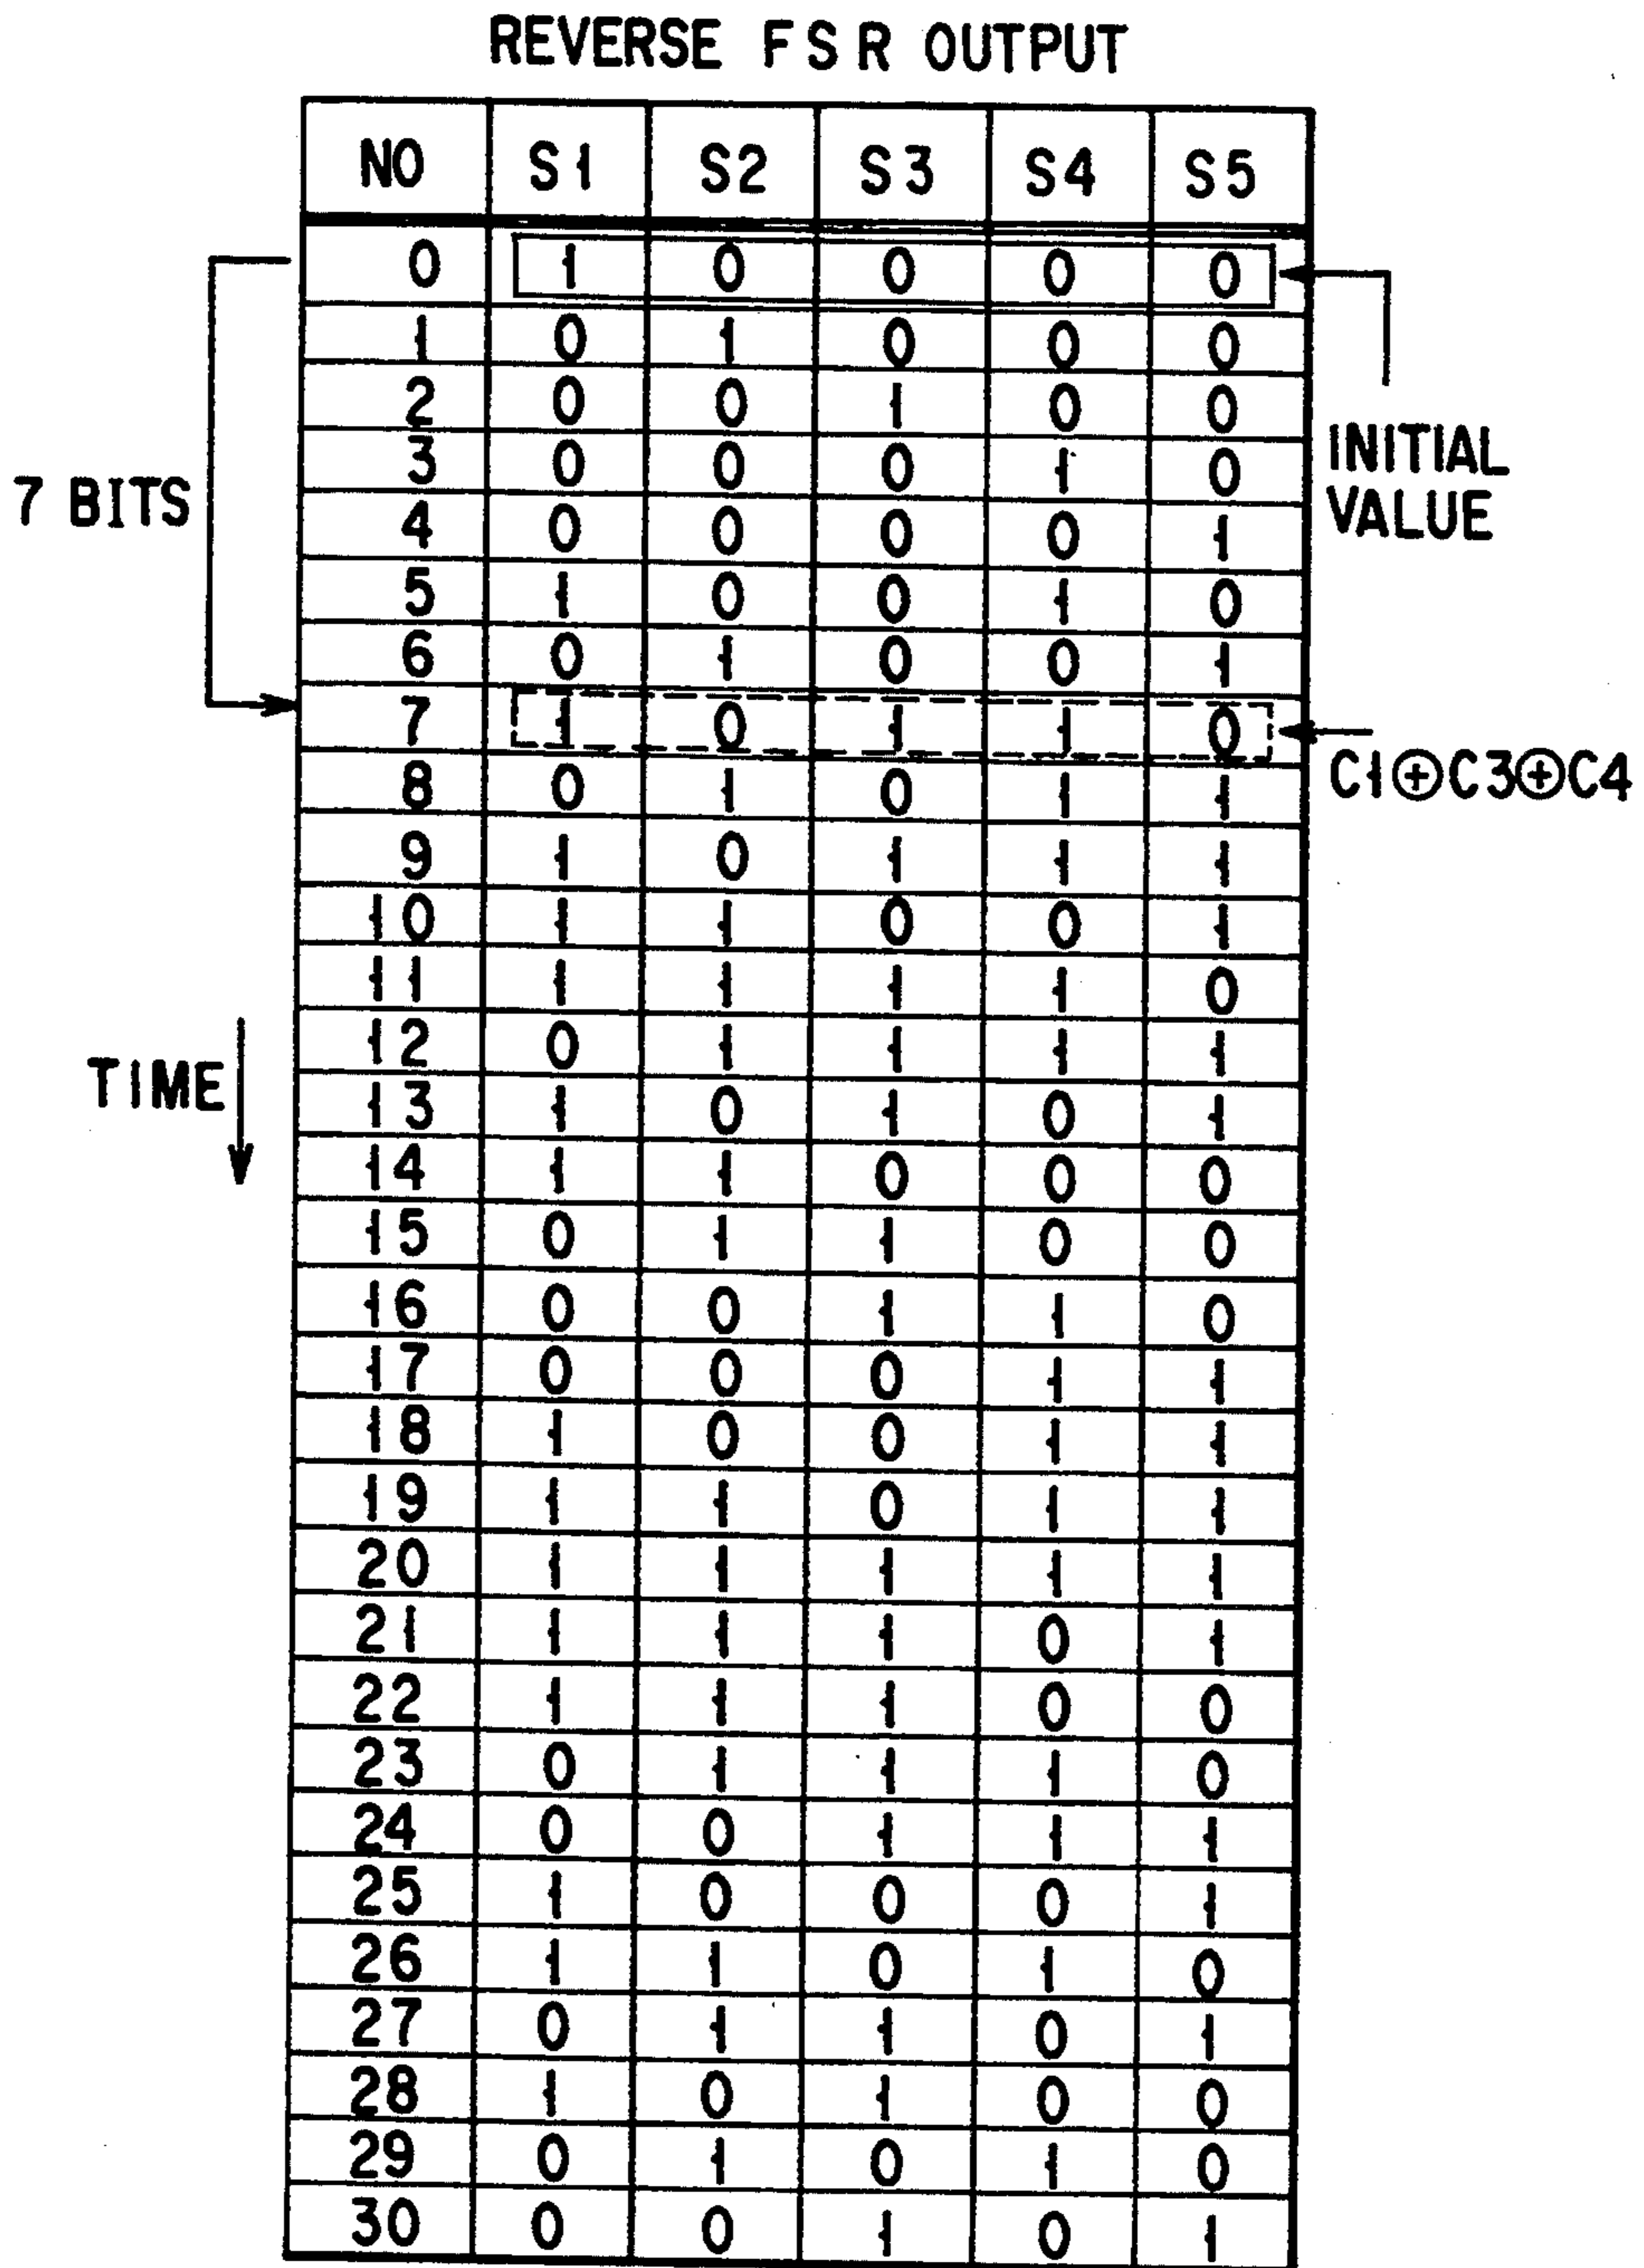 REVERSE FSR OUTPUT
NO S1 S2 S3 S4 S5
0 1 0 0 0 0
1 0 1 0 0 0
2 0 0 1 0 0
3 0 0 0 1 0
4 0 0 0 0 1
5 1 0 0 1 0
6 0 1 0 0 1
7 1 0 1 1 0
8 0 1 0 1 1
9 1 0 1 1 1
10 1 1 0 0 1
11 1 1 1 1 0
12 0 1 1 1 1
13 1 0 1 0 1
14 1 1 0 0 0
15 0 1 1 0 0
16 0 0 1 1 0
17 0 0 0 1 1
18 1 0 0 1 1
19 1 1 0 1 1
20 1 1 1 1 1
21 1 1 1 0 1
22 1 1 1 0 0
23 0 1 1 1 0
24 0 0 1 1 1
25 1 0 0 0 1
26 1 1 0 1 0
27 0 1 1 0 1
28 1 0 1 0 0
29 0 1 0 1 0
30 0 0 1 0 1
7 BITS
TIME
INITIAL
VALUE
C1⊕C3⊕C4